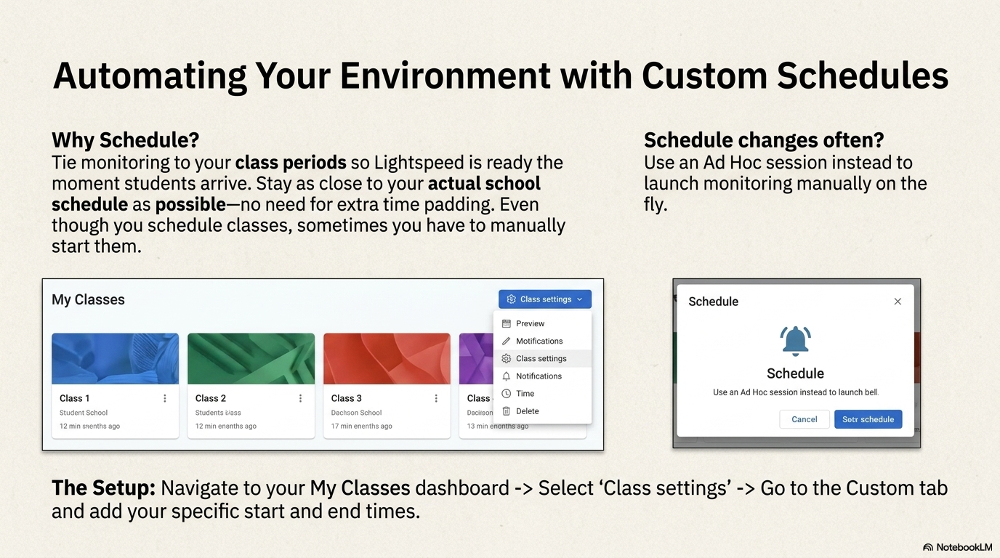 Automating Your Environment with Custom Schedules
Why Schedule?
Tie monitoring to your class periods so Lightspeed is ready the
moment students arrive. Stay as close to your actual school
schedule as possible—no need for extra time padding. Even
though you schedule classes, sometimes you have to manually
start them.
Schedule changes often?
Use an Ad Hoc session instead to
launch monitoring manually on the
fly.
My Classes
Class settings
Preview
Motifications
Class settings
Notifications
Time
Delete
Class 1
Student School
12 min snenths ago
Class 2
Students
12 min enenths ago
Class 3
Dachson School
17 min enenths ago
Class
13 min enenths ago
Schedule
Schedule
Use an Ad Hoc session instead to launch bell.
Cancel
schedule
The Setup: Navigate to your My Classes dashboard -> Select ‘Class settings’ -> Go to the Custom tab
and add your specific start and end times.
NotebookLM